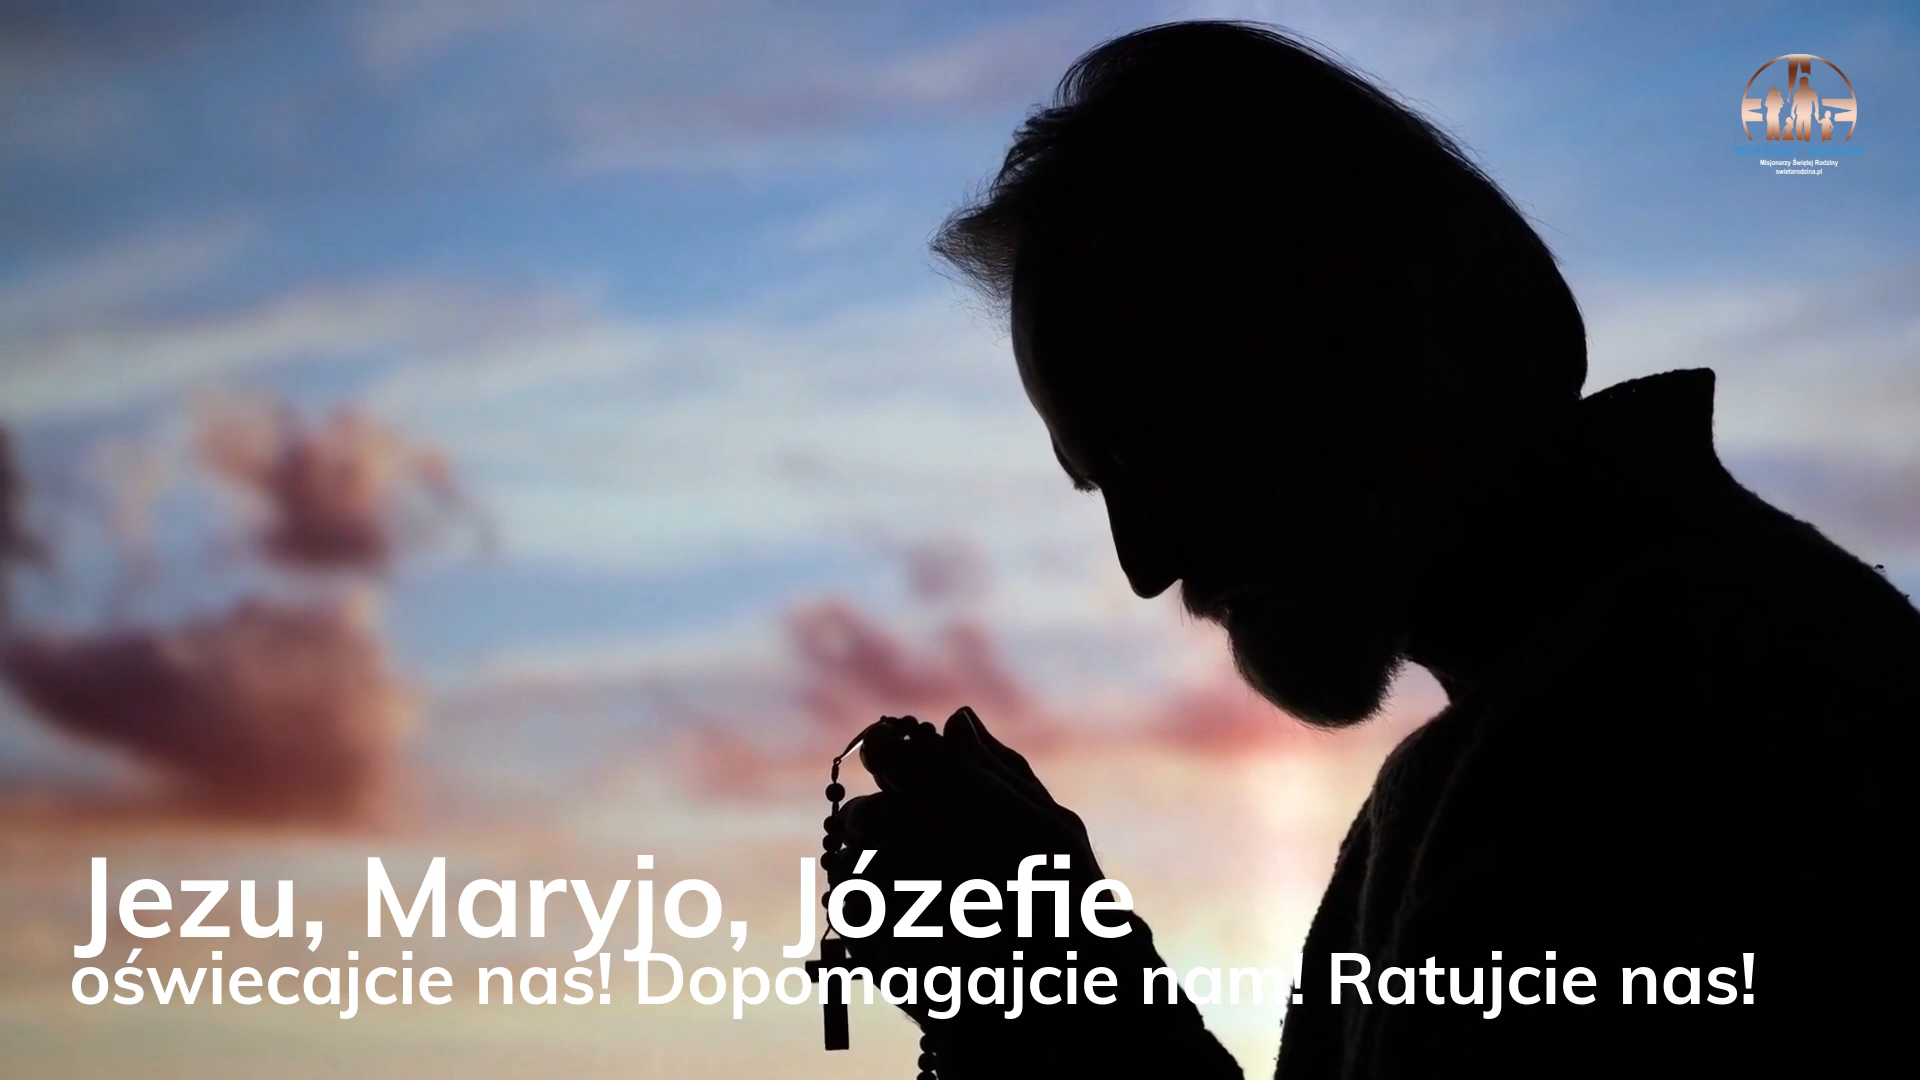 Misjonarzy Świętej Rodziny
swietarodzina.pl
Jezu, Maryjo, Józefie
oświecajcie nas! Dopomagajcie nam! Ratujcie nas!